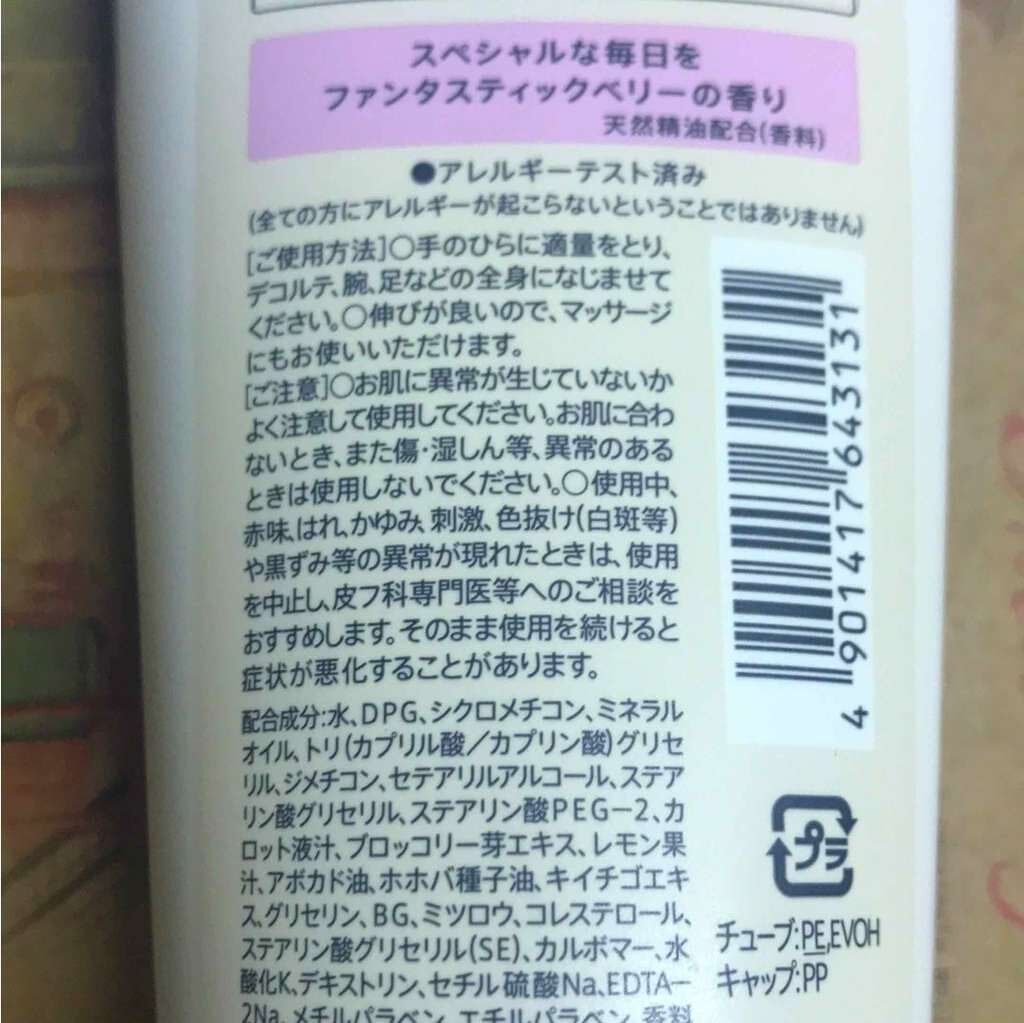 スペシャルな毎日を
ファンタスティックベリーの香り
天然精油配合(香料)
●アレルギーテスト済み
(全ての方にアレルギーが起こらないということではありません)
[ご使用方法]○手のひらに適量をとり、
デコルテ、腕、足などの全身になじませて
ください。○伸びが良いので、マッサージ
にもお使いいただけます。
[ご注意]○お肌に異常が生じていないか
よく注意して使用してください。お肌に合わ
ないとき、また傷・湿しん等、異常のある
ときは使用しないでください。○使用中、
赤味、はれ、かゆみ、刺激、色抜け(白斑等)
や黒ずみ等の異常が現れたときは、使用
を中止し、皮フ科専門医等へのご相談を
おすすめします。そのまま使用を続けると
症状が悪化することがあります。
配合成分:水、DPG、シクロメチコン、ミネラル
オイル、トリ(カプリル酸/カプリン酸)グリセ
リル、ジメチコン、セテアリルアルコール、ステア
リン酸グリセリル、ステアリン酸PEG-2、カ
ロット液汁、ブロッコリー芽エキス、レモン果
汁、アボカド油、ホホバ種子油、キイチゴエキ
ス、グリセリン、BG、ミツロウ、コレステロール、
ステアリン酸グリセリル(SE)、カルボマー、水
酸化K、デキストリン、セチル硫酸Na、EDTA-
2Na、メチルパラベン、エチルパラベン、香料
4901417643131
プラ
チューブ:PE,EVOH
キャップ:PP